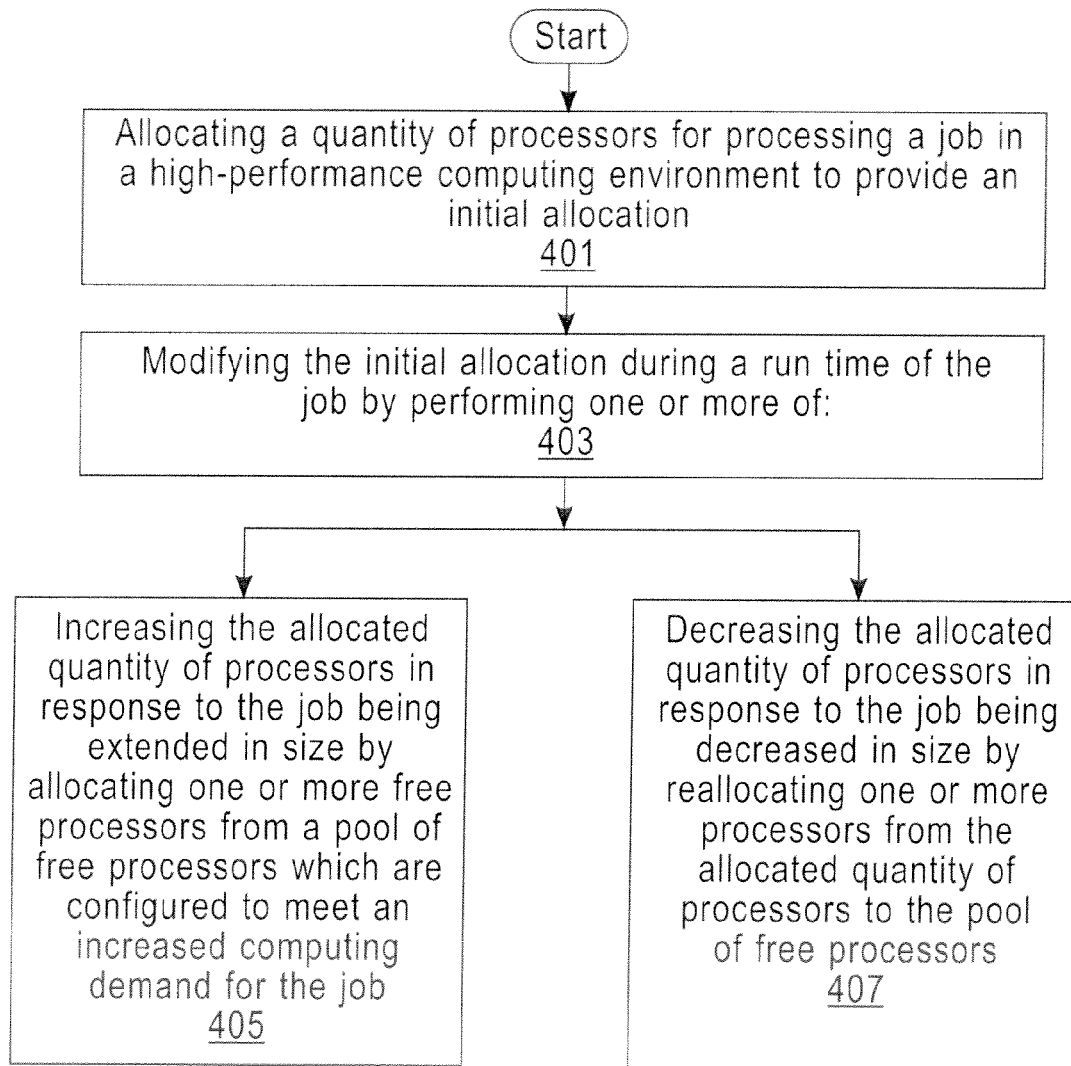 Start
Allocating a quantity of processors for processing a job in
a high-performance computing environment to provide an
initial allocation
401
Modifying the initial allocation during a run time of the
job by performing one or more of:
403
Increasing the allocated
quantity of processors in
response to the job being
extended in size by
allocating one or more free
processors from a pool of
free processors which are
configured to meet an
increased computing
demand for the job
405
Decreasing the allocated
quantity of processors in
response to the job being
decreased in size by
reallocating one or more
processors from the
allocated quantity of
processors to the pool
of free processors
407